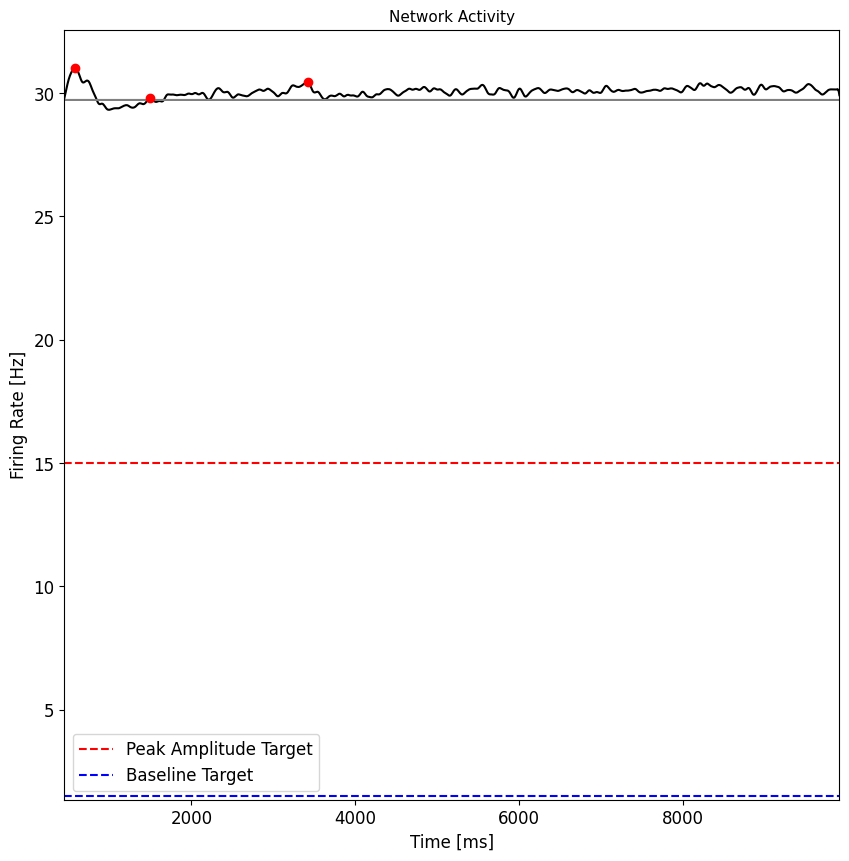 Network Activity
30
25
20
15
10
5
Firing Rate [Hz]
Peak Amplitude Target
Baseline Target
2000 4000 6000 8000
Time [ms]